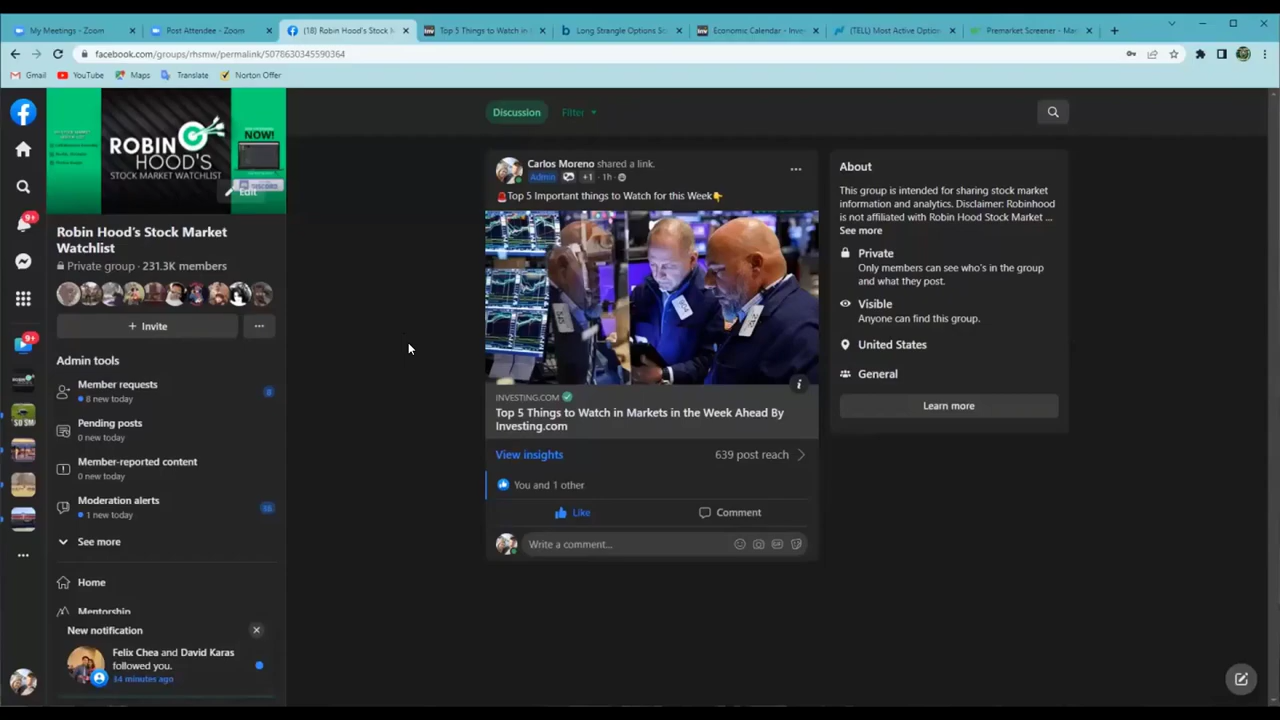 My Meetings - Zoom
Post Attendee - Zoom
(18) Robin Hood's Stock M
Top 5 Things to Watch in
Long Strangle Options Sc
Economic Calendar - Inve
(TELL) Most Active Option
Premarket Screener - Ma
facebook.com/groups/rhsmw/permalink/5078630345590364
Gmail
YouTube
Maps
Translate
Norton Offer
ROBIN
HOOD'S
STOCK MARKET WATCHLIST
NOW!
Edit
Robin Hood's Stock Market
Watchlist
Private group · 231.3K members
+ Invite
Admin tools
Member requests
8 new today
8
Pending posts
0 new today
Member-reported content
0 new today
Moderation alerts
1 new today
See more
Home
Mentorship
New notification
Felix Chea and David Karas
followed you.
34 minutes ago
9+
9+
Discussion
Filter
Carlos Moreno shared a link.
Admin
+1 · 1h ·
🚨Top 5 Important things to Watch for this Week👇
INVESTING.COM
Top 5 Things to Watch in Markets in the Week Ahead By
Investing.com
View insights
639 post reach
You and 1 other
Like
Comment
Write a comment...
About
This group is intended for sharing stock market
information and analytics. Disclaimer: Robinhood
is not affiliated with Robin Hood Stock Market ...
See more
Private
Only members can see who's in the group
and what they post.
Visible
Anyone can find this group.
United States
General
Learn more